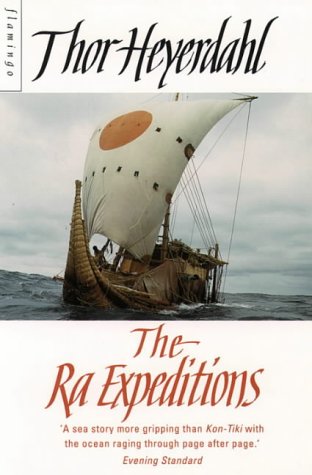 flamingo
Thor Heyerdahl
The
Ra Expeditions
'A sea story more gripping than Kon-Tiki with
the ocean raging through page after page.'
Evening Standard